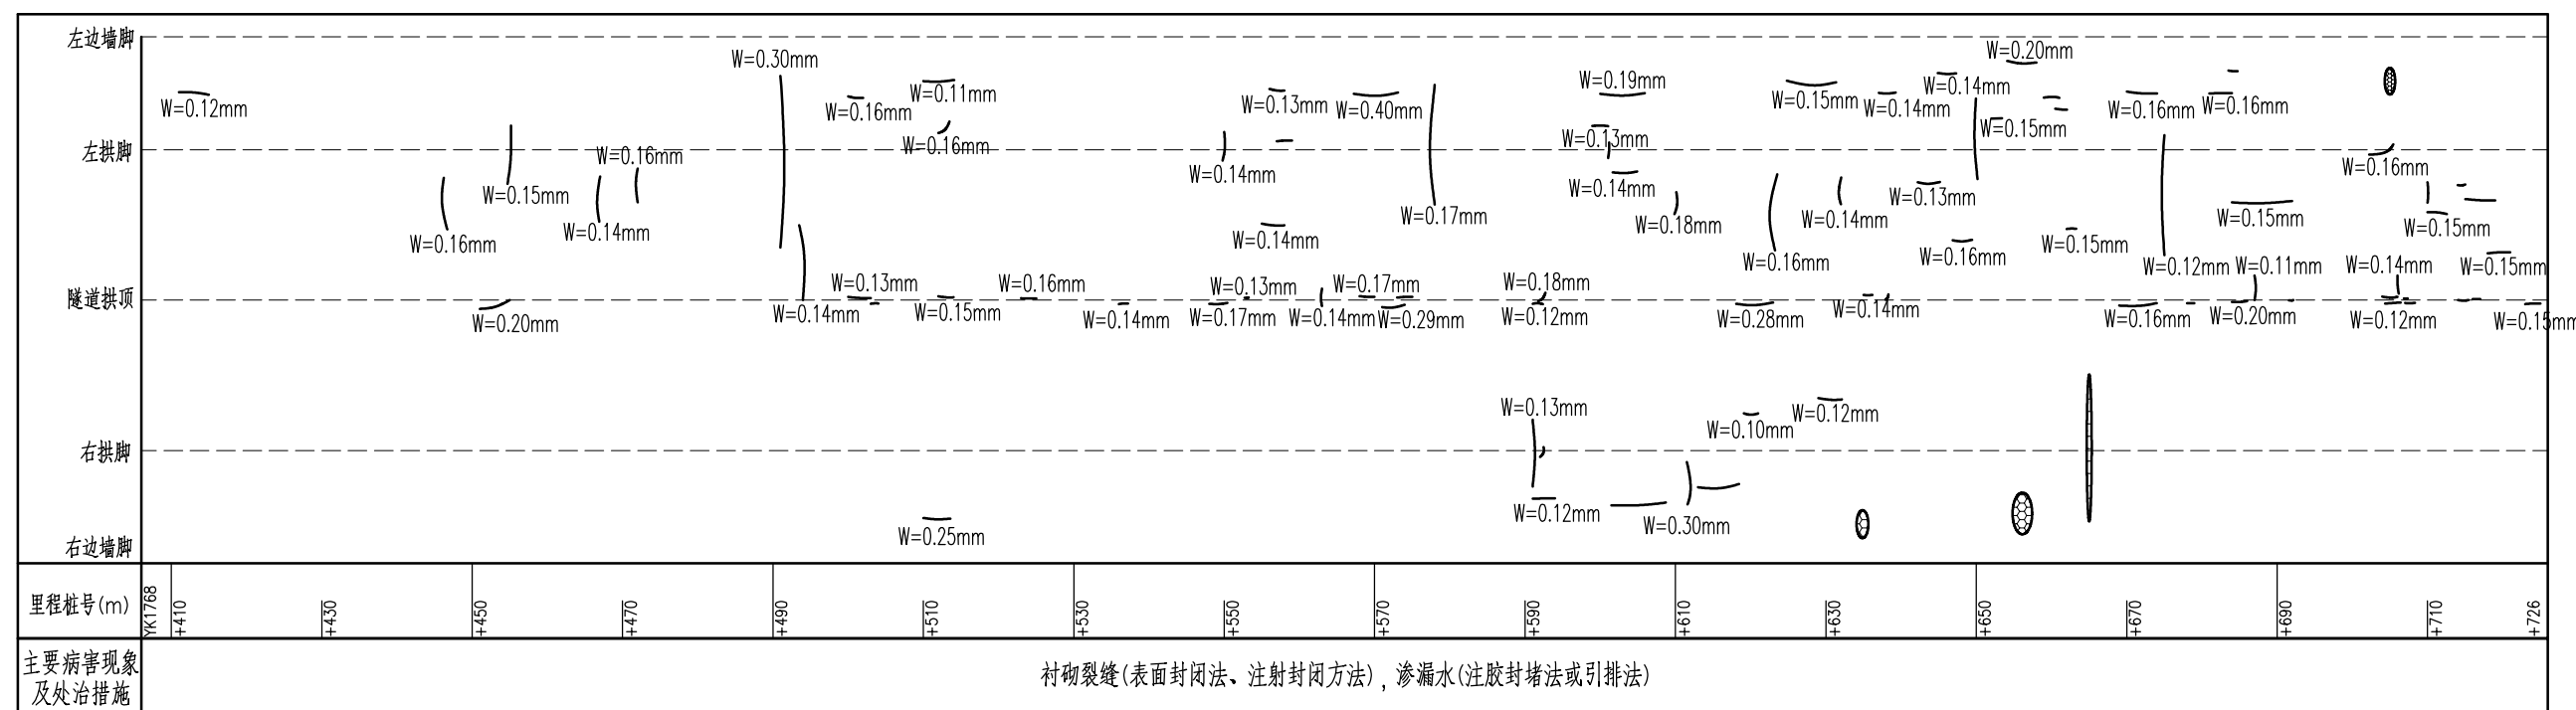 左边墙脚
W=0.20mm
W=0.30mm
W=0.19mm
W=0.14mm
W=0.11mm
W=0.15mm
W=0.12mm
W=0.16mm
W=0.13mm
W=0.40mm
W=0.14mm
W=0.16mm
W=0.16mm
W=0.15mm
W=0.13mm
左拱脚
W=0.16mm
W=0.16mm
W=0.16mm
W=0.14mm
W=0.14mm
W=0.15mm
W=0.13mm
W=0.17mm
W=0.18mm
W=0.14mm
W=0.15mm
W=0.15mm
W=0.14mm
W=0.16mm
W=0.14mm
W=0.15mm
W=0.16mm
W=0.16mm
W=0.12mm
W=0.11mm
W=0.14mm
W=0.15mm
隧道拱顶
W=0.13mm
W=0.16mm
W=0.13mm
W=0.17mm
W=0.18mm
W=0.20mm
W=0.14mm
W=0.15mm
W=0.14mm
W=0.17mm
W=0.14mm
W=0.29mm
W=0.12mm
W=0.28mm
W=0.14mm
W=0.16mm
W=0.20mm
W=0.12mm
W=0.15mm
W=0.13mm
W=0.10mm
W=0.12mm
右拱脚
W=0.12mm
W=0.30mm
W=0.25mm
右边墙脚
里程桩号(m)
YK1768
+410
+430
+450
+470
+490
+510
+530
+550
+570
+590
+610
+630
+650
+670
+690
+710
+726
主要病害现象
及处治措施
衬砌裂缝(表面封闭法、注射封闭方法)，渗漏水(注胶封堵法或引排法)